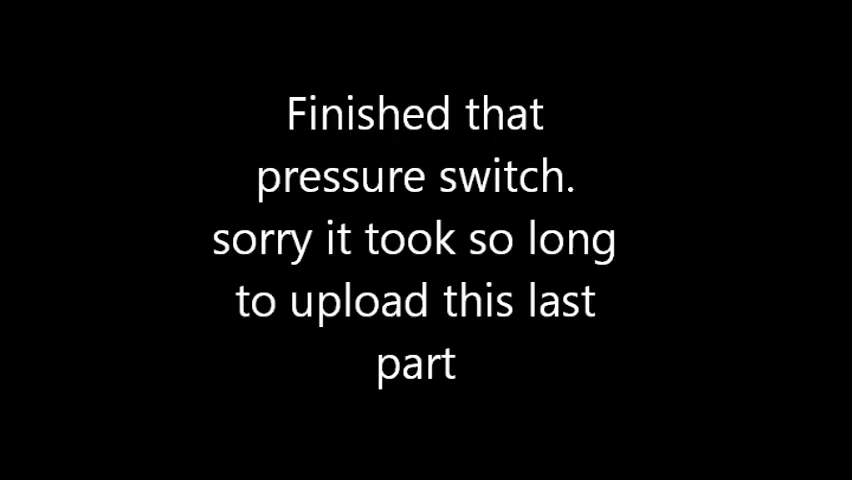 Finished that
pressure switch.
sorry it took so long
to upload this last
part